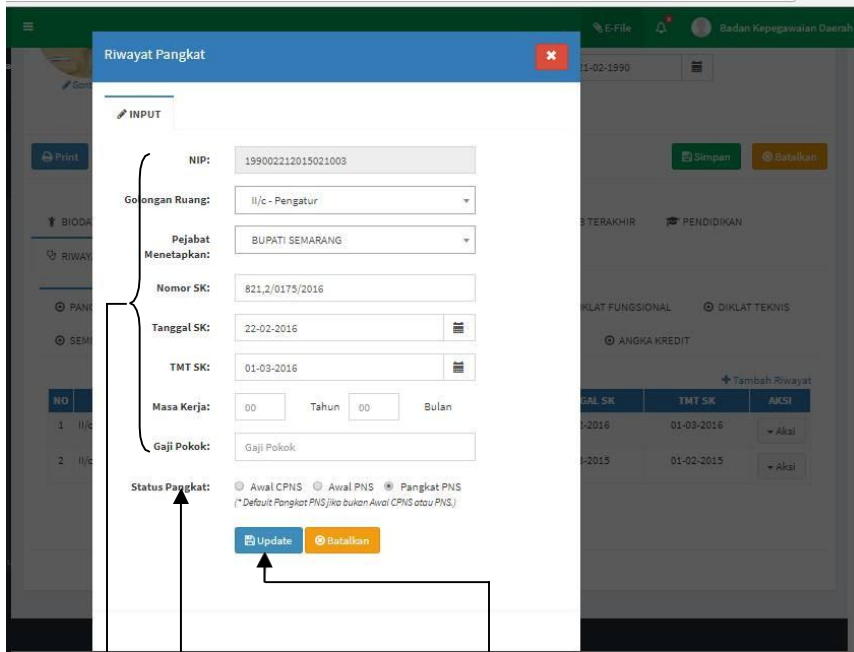 E-File
Badan Kepegawaian Daerah
Riwayat Pangkat
21-02-1990
INPUT
Print
Simpan
Batalkan
NIP:
199002212015021003
Golongan Ruang:
II/c - Pengatur
TERAKHIR
PENDIDIKAN
Pejabat
Menetapkan:
BUPATI SEMARANG
Nomor SK:
821,2/0175/2016
FUNGSIONAL
DIKLAT TEKNIS
Tanggal SK:
22-02-2016
ANGKA KREDIT
TMT SK:
01-03-2016
Tambah Riwayat
NO
TMT SK
AKSI
Masa Kerja:
00
Tahun
00
Bulan
1
01-03-2016
Aksi
Gaji Pokok:
Gaji Pokok
2
01-02-2015
Aksi
Status Pangkat:
Awal CPNS
Awal PNS
Pangkat PNS
(* Default Pangkat PNS jika bukan Awal CPNS atau PNS.)
Update
Batalkan